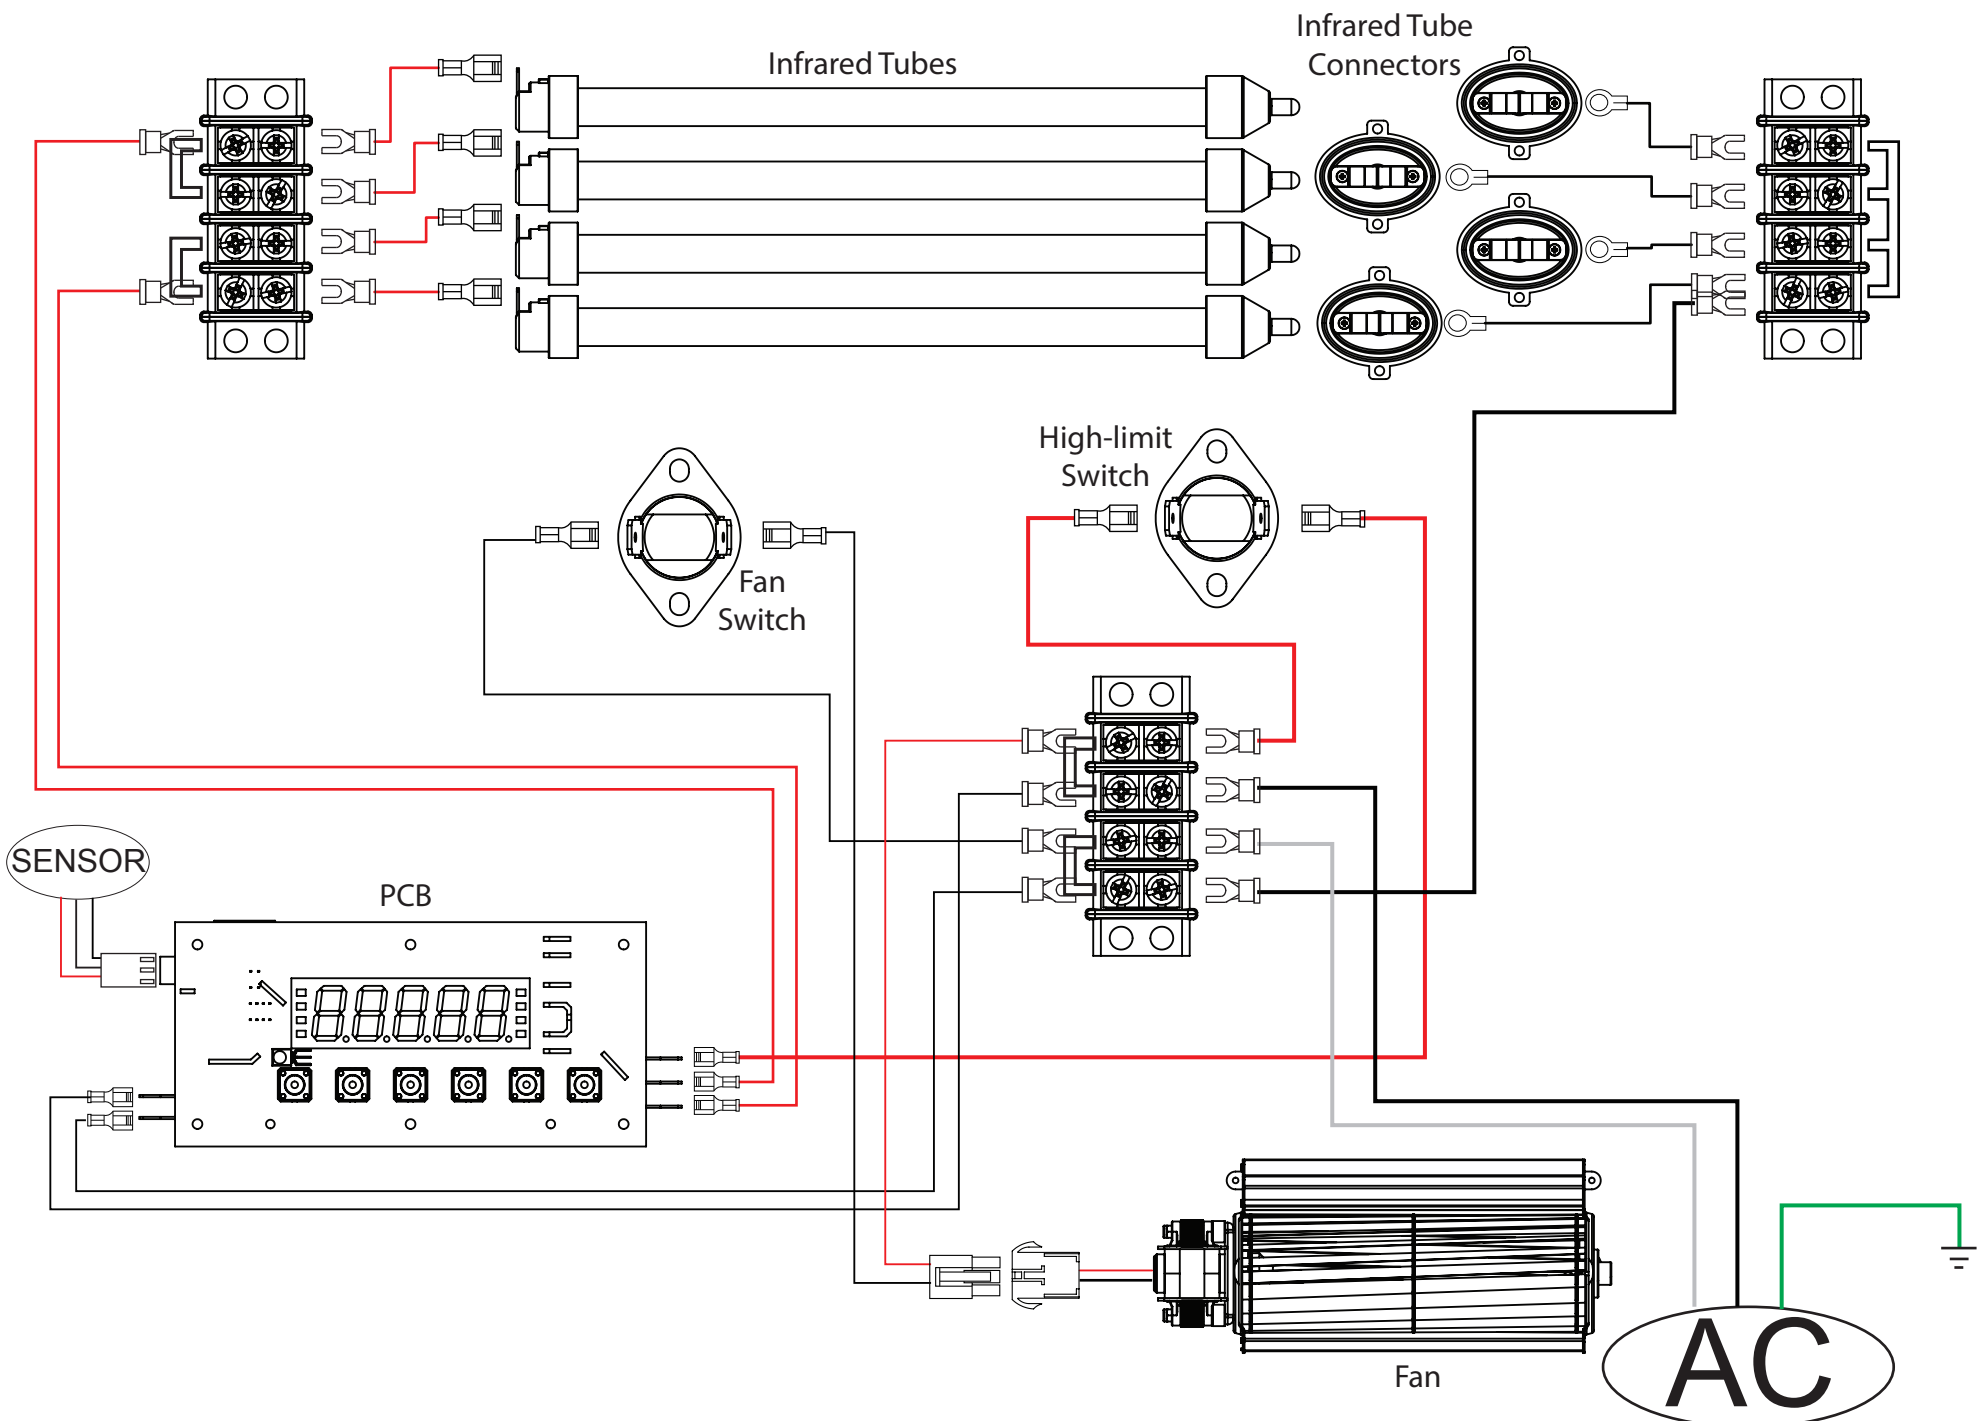 Infrared Tubes
Infrared Tube
Connectors
High-limit
Switch
Fan
Switch
SENSOR
PCB
Fan
AC